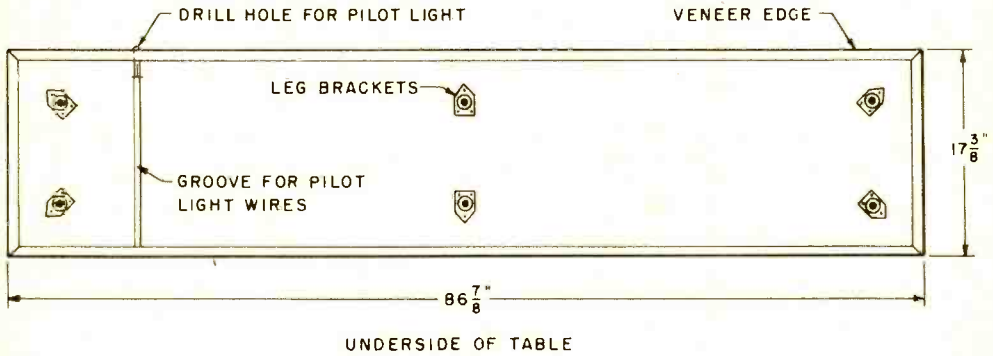 DRILL HOLE FOR PILOT LIGHT
VENEER EDGE
LEG BRACKETS
17 3/8"
GROOVE FOR PILOT
LIGHT WIRES
86 7/8"
UNDERSIDE OF TABLE